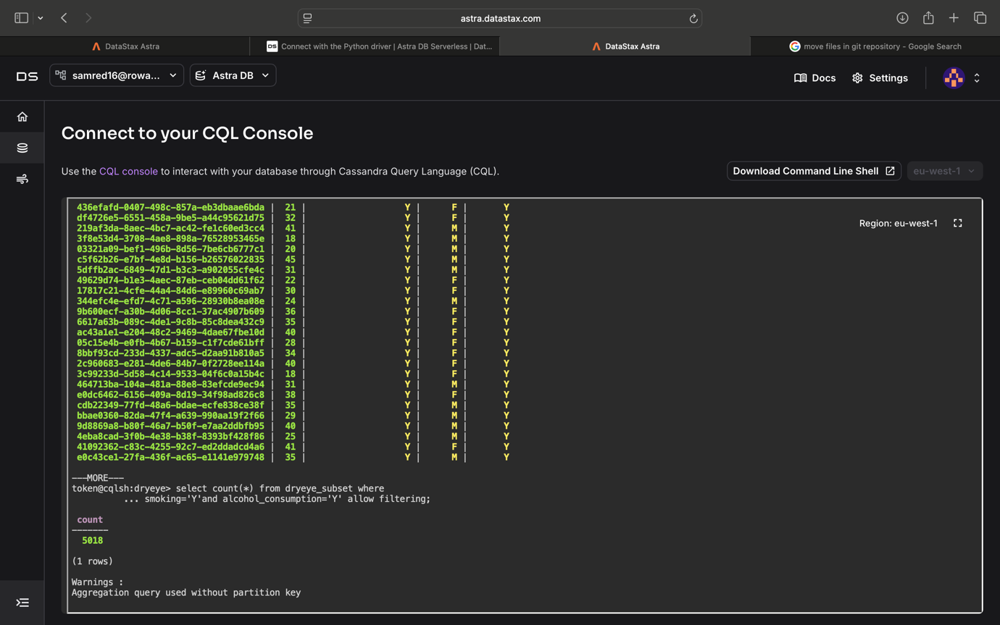 astra.datastax.com
DataStax Astra
DS Connect with the Python driver | Astra DB Serverless | Dat...
DataStax Astra
move files in git repository - Google Search
DS
samred16@rowa...
Astra DB
Docs
Settings
Connect to your CQL Console
Use the CQL console to interact with your database through Cassandra Query Language (CQL).
Download Command Line Shell
eu-west-1
Region: eu-west-1
436efafd-0407-498c-857a-eb3dbaae6bda | 21 | Y | F | Y
df4726e5-6551-458a-9be5-a44c95621d75 | 32 | Y | F | Y
219af3da-8aec-4bc7-ac42-fe1c60ed3cc4 | 41 | Y | M | Y
3f8e53d4-3708-4ae8-898a-76528953465e | 18 | Y | M | Y
03321a09-bef1-496b-8d56-7be6cb6777c1 | 20 | Y | M | Y
c5f62b26-e7bf-4e8d-b156-b26576022835 | 45 | Y | M | Y
5dffb2ac-6849-47d1-b3c3-a902055cfe4c | 31 | Y | M | Y
49629d74-b1e3-4aec-87eb-ceb04dd61f62 | 22 | Y | F | Y
17817c21-4cfe-44a4-84d6-e89960c69ab7 | 30 | Y | F | Y
344efc4e-efd7-4c71-a596-28930b8ea08e | 24 | Y | M | Y
9b600ecf-a30b-4d06-8cc1-37ac4907b609 | 36 | Y | F | Y
6617a63b-089c-4de1-9c8b-85c8dea432c9 | 35 | Y | F | Y
ac43a1e1-e204-48c2-9469-4dae67fbe10d | 40 | Y | F | Y
05c15e4b-e0fb-4b67-b159-c1f7cde61bff | 28 | Y | F | Y
8bbf93cd-233d-4337-adc5-d2aa91b810a5 | 34 | Y | F | Y
2c960683-e281-4de6-84b7-0f2728ee114a | 40 | Y | F | Y
3c99233d-5d58-4c14-9533-04f6c0a15b4c | 18 | Y | F | Y
464713ba-104a-481a-88e8-83efcde9ec94 | 31 | Y | M | Y
e0dc6462-6156-409a-8d19-34f98ad826c8 | 38 | Y | F | Y
cdb22349-77fd-48a6-bdae-ecfe838ce38f | 35 | Y | M | Y
bbae0360-82da-47f4-a639-990aa19f2f66 | 29 | Y | M | Y
9d8869a8-b80f-46a7-b50f-e7aa2ddbfb95 | 40 | Y | M | Y
4eba8cad-3f0b-4e38-b38f-8393bf428f86 | 25 | Y | M | Y
41092362-c83c-4255-92c7-ed2ddadcd4a6 | 41 | Y | F | Y
e0c43ce1-27fa-436f-ac65-e1141e979748 | 35 | Y | M | Y
---MORE---
token@cqlsh:dryeye> select count(*) from dryeye_subset where
... smoking='Y'and alcohol_consumption='Y' allow filtering;
count
-------
5018
(1 rows)
Warnings :
Aggregation query used without partition key